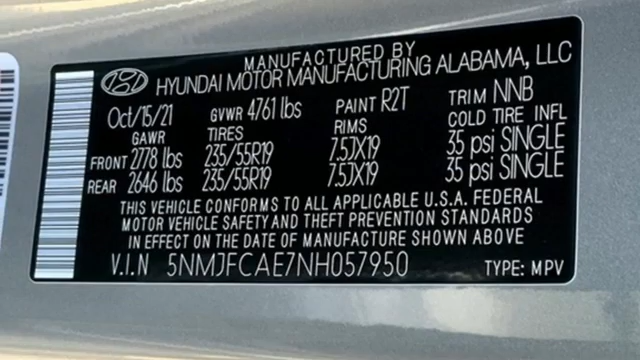 MANUFACTURED BY
HYUNDAI MOTOR MANUFACTURING ALABAMA, LLC
Oct/15/21 GVWR 4761 lbs PAINT R2T TRIM NNB
GAWR TIRES RIMS COLD TIRE INFL
FRONT 2778 lbs 235/55R19 7.5JX19 35 psi SINGLE
REAR 2646 lbs 235/55R19 7.5JX19 35 psi SINGLE
THIS VEHICLE CONFORMS TO ALL APPLICABLE U.S.A. FEDERAL
MOTOR VEHICLE SAFETY AND THEFT PREVENTION STANDARDS
IN EFFECT ON THE DATE OF MANUFACTURE SHOWN ABOVE
V.I.N 5NMJFCAE7NH057950 TYPE: MPV